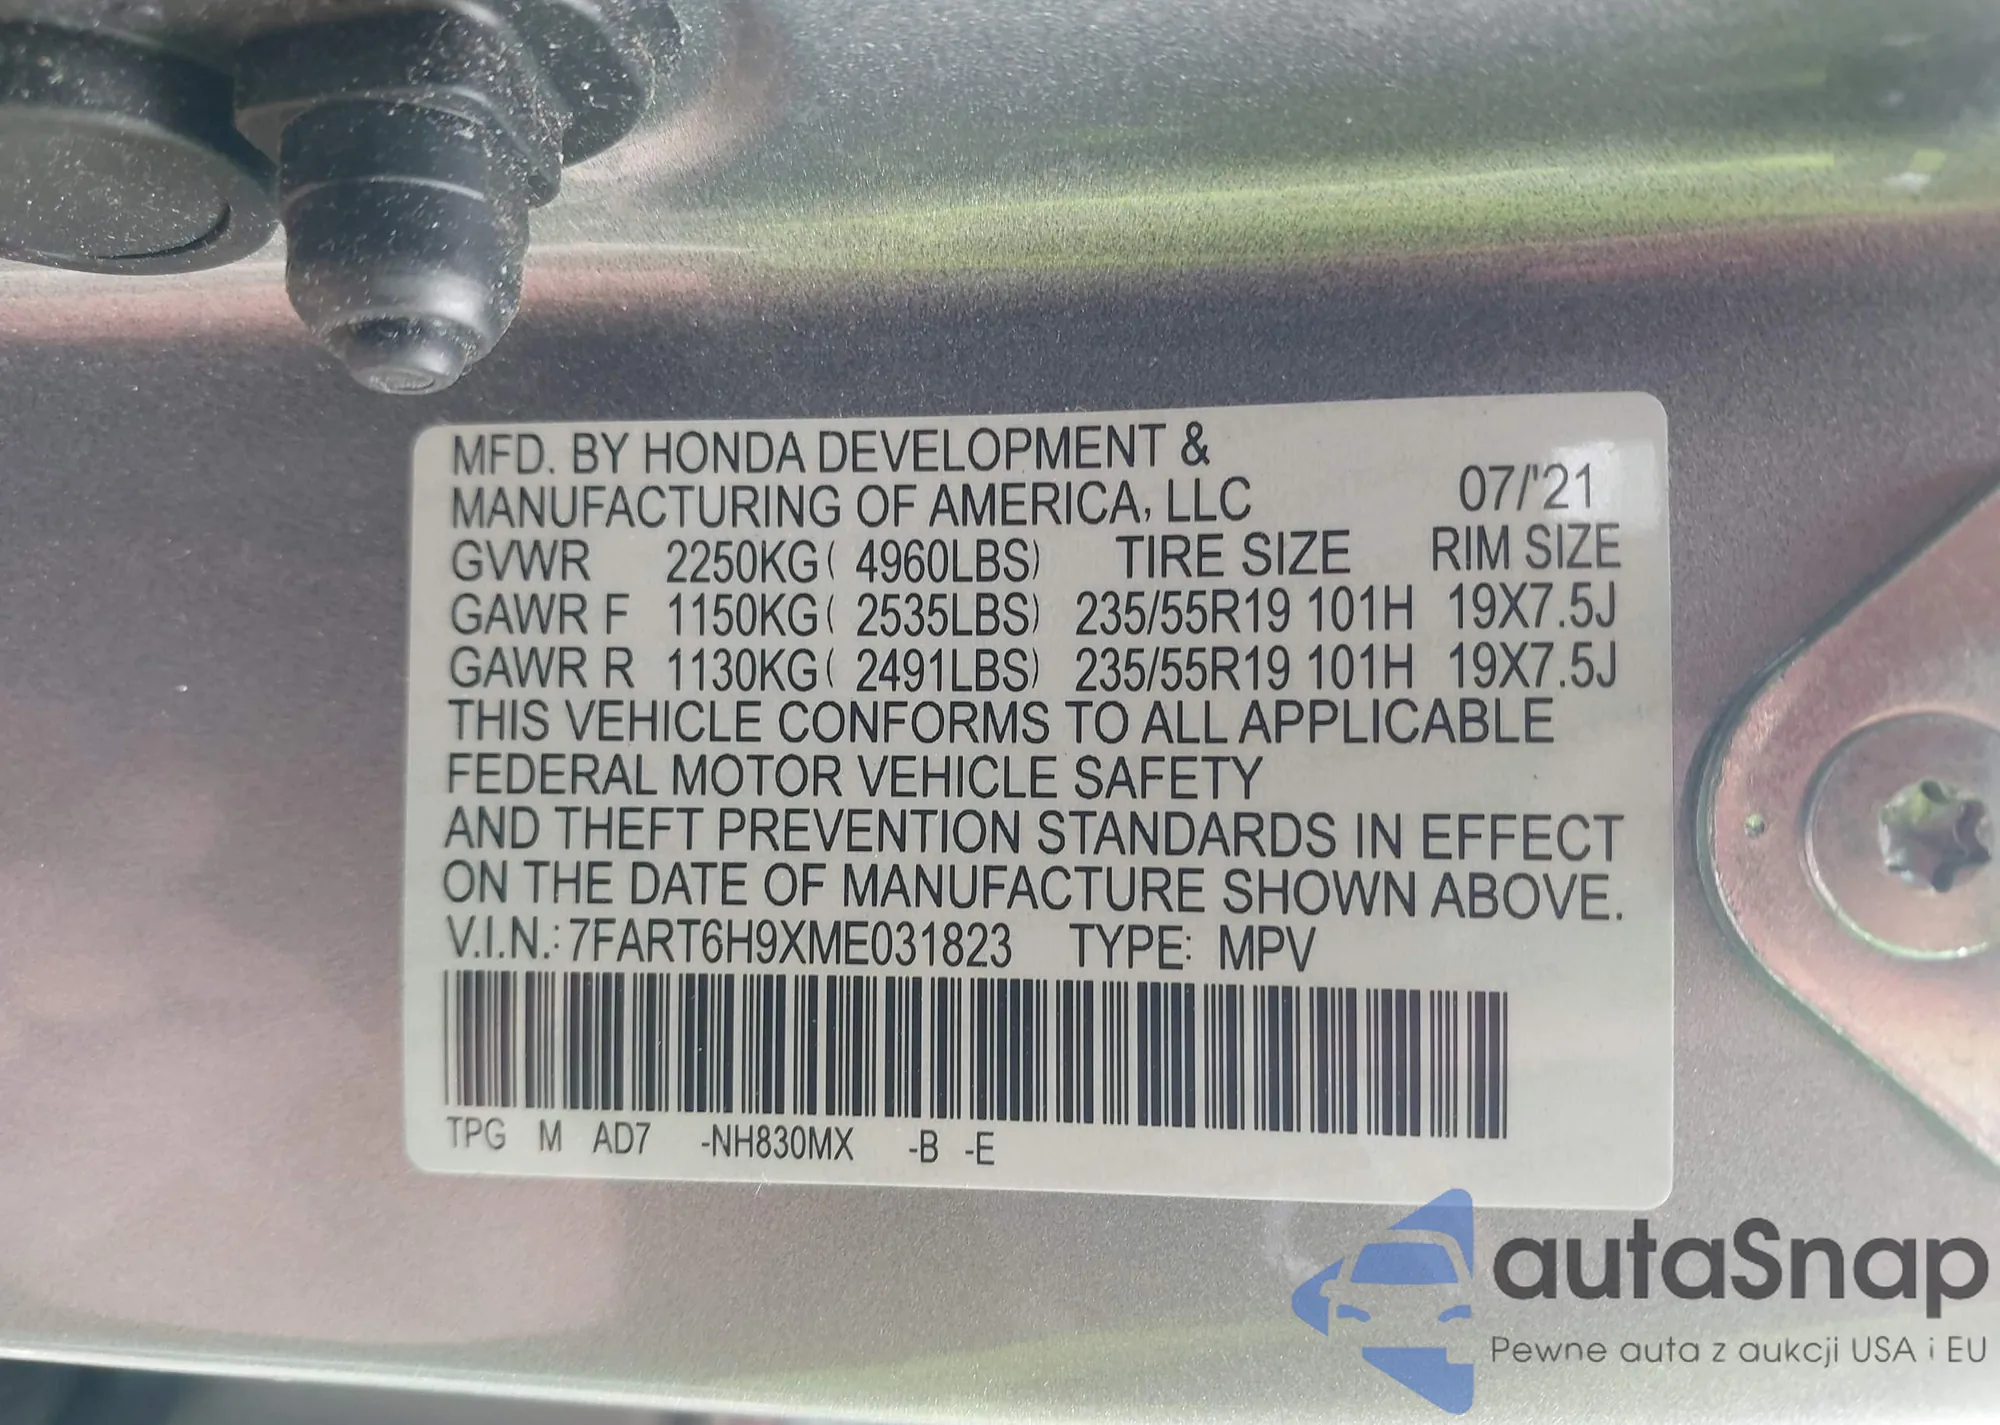 MFD. BY HONDA DEVELOPMENT &
MANUFACTURING OF AMERICA, LLC 07/'21
GVWR 2250KG( 4960LBS) TIRE SIZE RIM SIZE
GAWR F 1150KG( 2535LBS) 235/55R19 101H 19X7.5J
GAWR R 1130KG( 2491LBS) 235/55R19 101H 19X7.5J
THIS VEHICLE CONFORMS TO ALL APPLICABLE
FEDERAL MOTOR VEHICLE SAFETY
AND THEFT PREVENTION STANDARDS IN EFFECT
ON THE DATE OF MANUFACTURE SHOWN ABOVE.
V.I.N.: 7FART6H9XME031823 TYPE: MPV
TPG M AD7 -NH830MX -B -E
autaSnap
Pewne auta z aukcji USA i EU